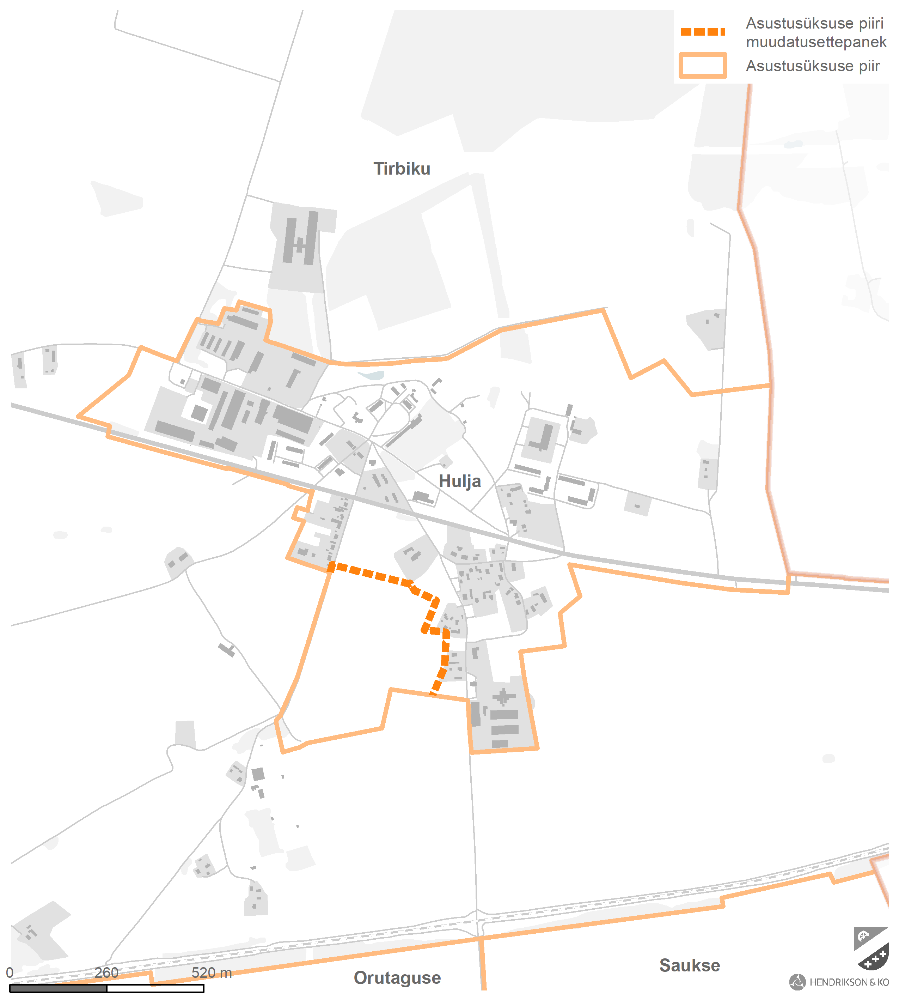 Asustusüksuse piiri
muudatusettepanek
Asustusüksuse piir
Tirbiku
Hulja
Saukse
Orutaguse
0 260 520 m
HENDRIKSON & KO